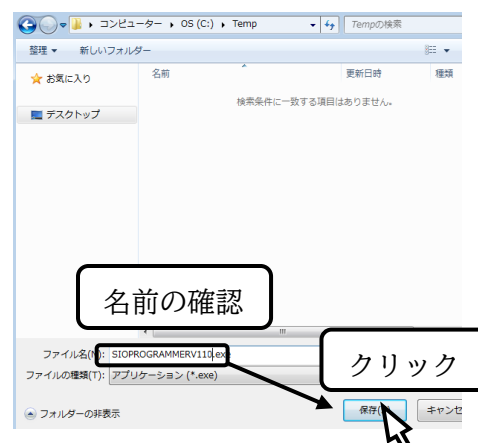 コンピューター ▸ OS (C:) ▸ Temp
Tempの検索
整理 ▼ 新しいフォルダー
名前 更新日時 種類
お気に入り
検索条件に一致する項目はありません。
デスクトップ
名前の確認
ファイル名(N): SIOPROGRAMMERV110.exe
ファイルの種類(T): アプリケーション (*.exe)
クリック
フォルダーの非表示
保存(
キャンセ